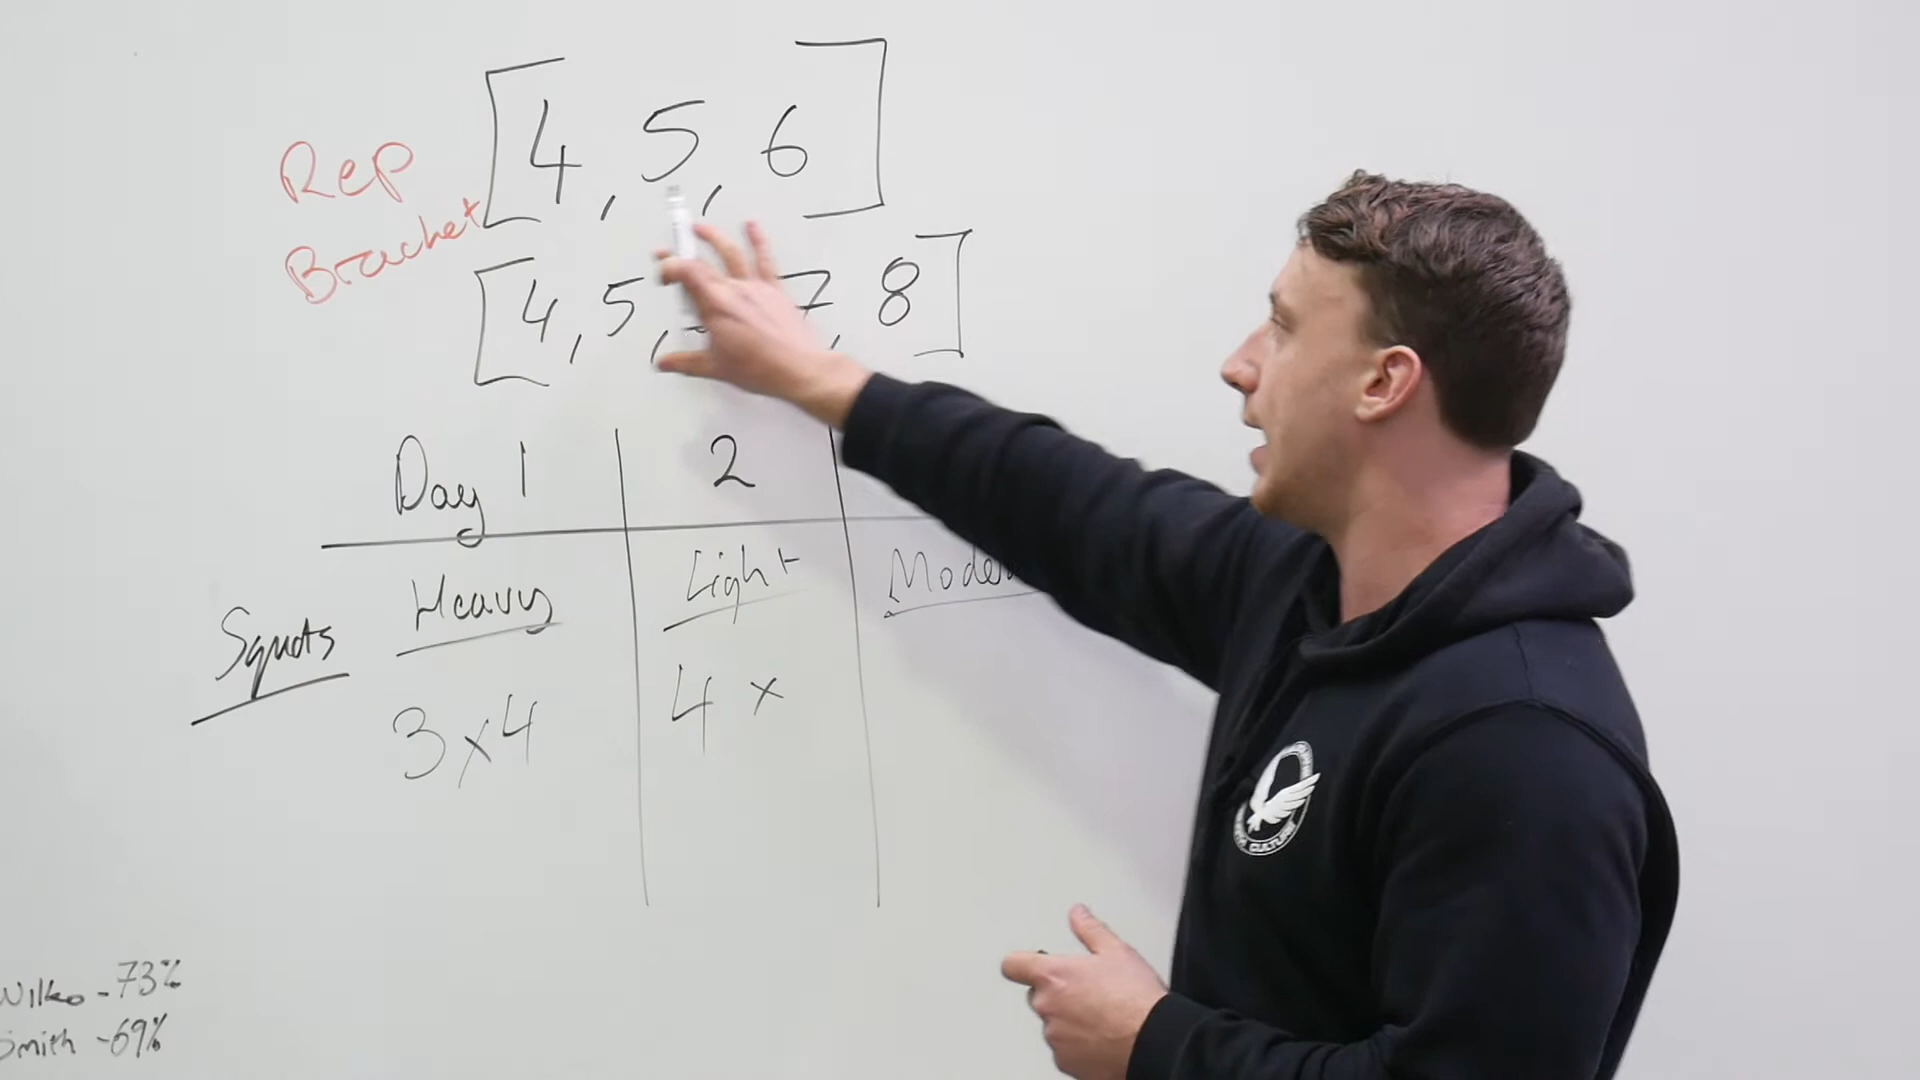 Rep [4, 5, 6]
Bracket
[4, 5, 7, 8]
Day 1 2
Heavy Light
Squats
3x4 4 x
Wilko - 73%
Smith - 69%
CULTURE